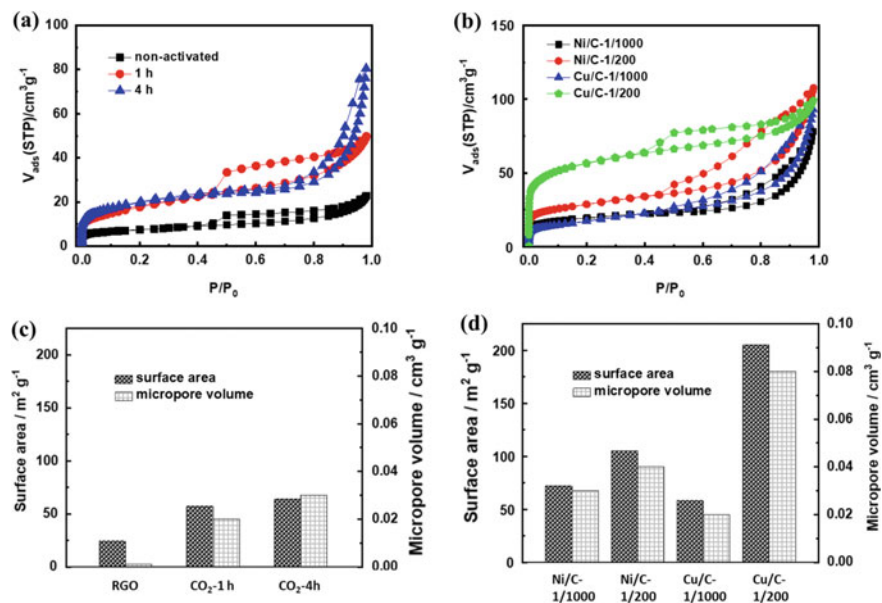 (a)
100
80
60
40
20
0
V_ads(STP)/cm³g⁻¹
non-activated
1 h
4 h
0.0 0.2 0.4 0.6 0.8 1.0
P/P₀
(b)
150
100
50
0
V_ads(STP)/cm³g⁻¹
Ni/C-1/1000
Ni/C-1/200
Cu/C-1/1000
Cu/C-1/200
0.0 0.2 0.4 0.6 0.8 1.0
P/P₀
(c)
200
150
100
50
0
Surface area / m² g⁻¹
surface area
micropore volume
0.10
0.08
0.06
0.04
0.02
0.00
Micropore volume / cm³ g⁻¹
RGO CO₂-1 h CO₂-4h
(d)
200
150
100
50
0
Surface area / m² g⁻¹
surface area
micropore volume
0.10
0.08
0.06
0.04
0.02
0.00
Micropore volume / cm³ g⁻¹
Ni/C- Ni/C- Cu/C- Cu/C-
1/1000 1/200 1/1000 1/200